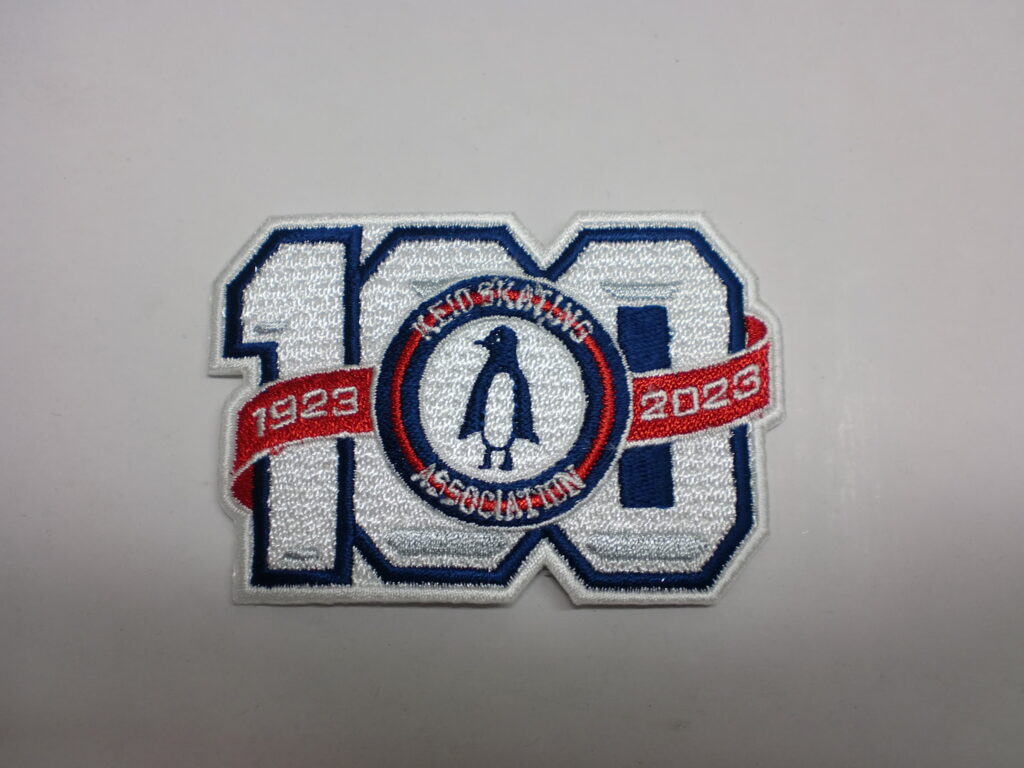 100
KEIO SKATING
ASSOCIATION
1923
2023